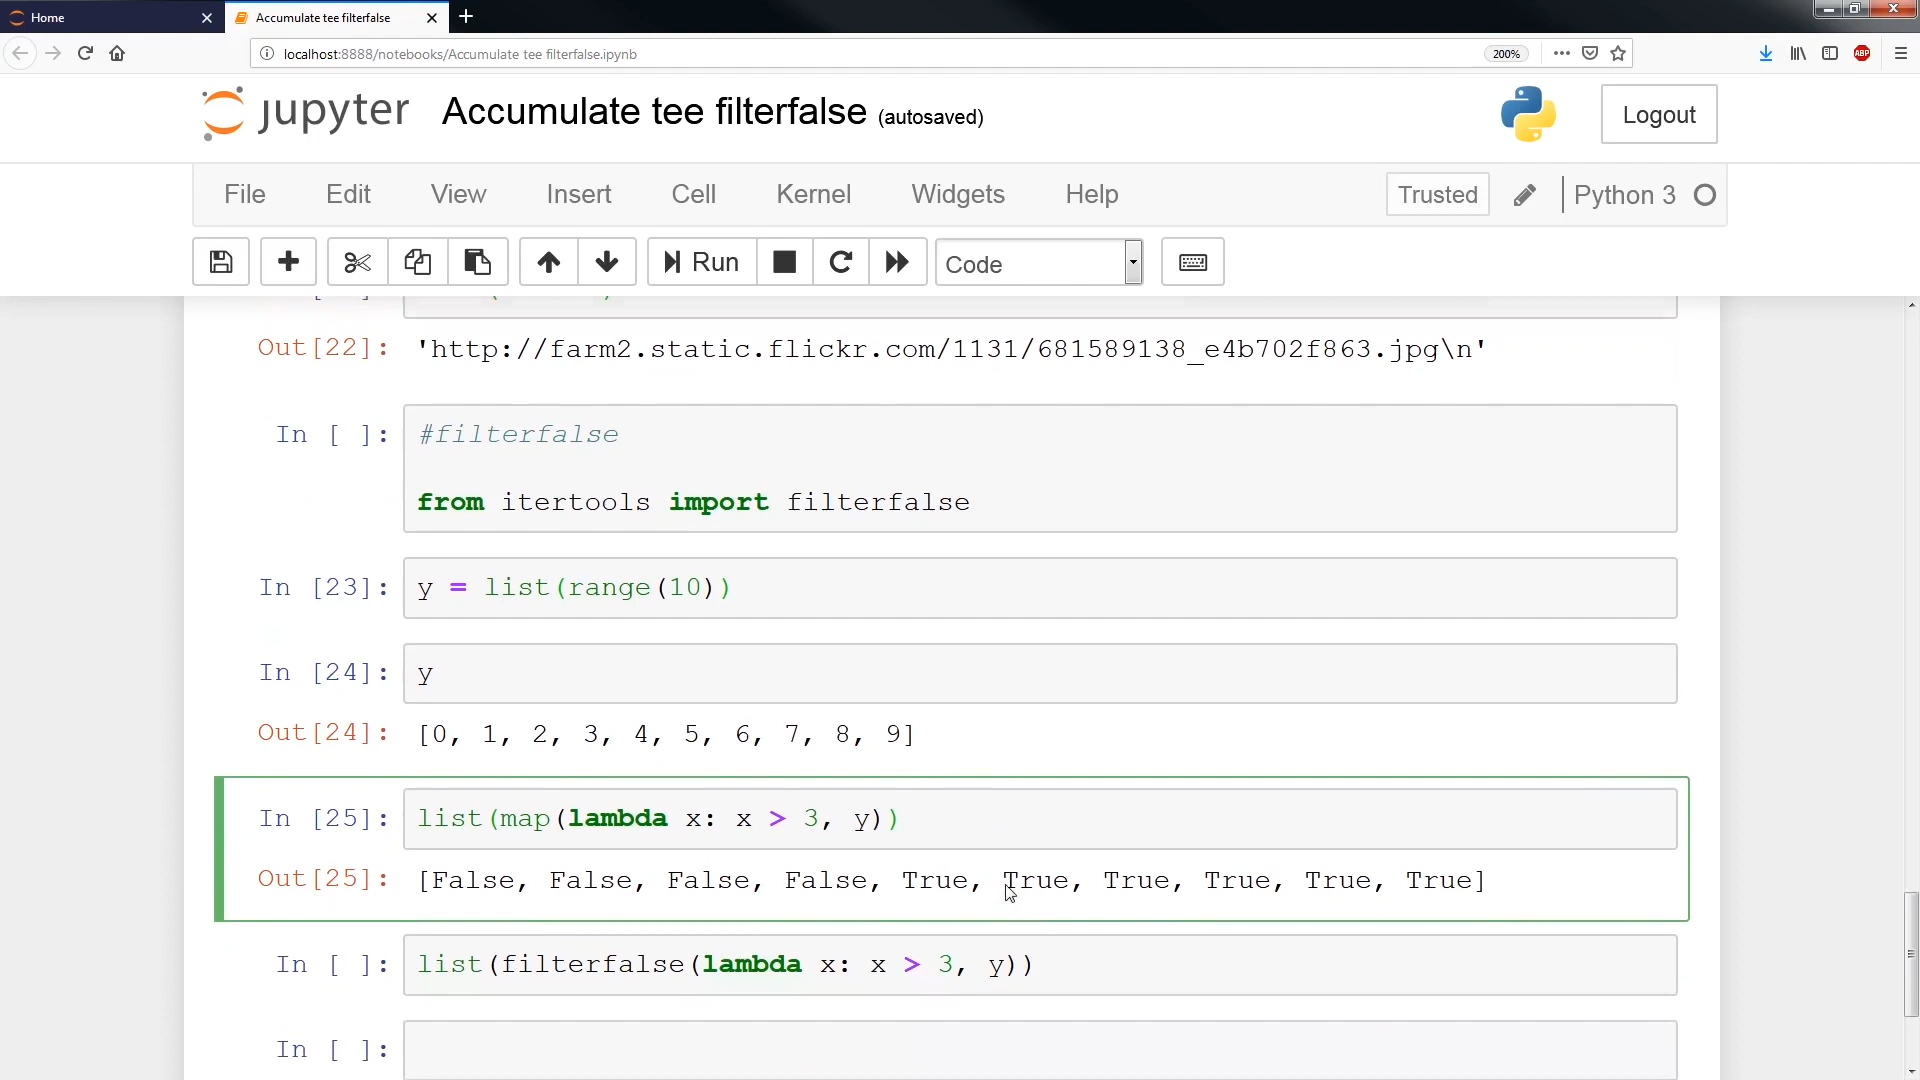 Home
Accumulate tee filterfalse
localhost:8888/notebooks/Accumulate tee filterfalse.ipynb
200%
ABP
jupyter Accumulate tee filterfalse (autosaved)
Logout
File Edit View Insert Cell Kernel Widgets Help
Trusted
Python 3
Run
Code
Out[22]: 'http://farm2.static.flickr.com/1131/681589138_e4b702f863.jpg\n'
In [ ]: #filterfalse
from itertools import filterfalse
In [23]: y = list(range(10))
In [24]: y
Out[24]: [0, 1, 2, 3, 4, 5, 6, 7, 8, 9]
In [25]: list(map(lambda x: x > 3, y))
Out[25]: [False, False, False, False, True, True, True, True, True, True]
In [ ]: list(filterfalse(lambda x: x > 3, y))
In [ ]: